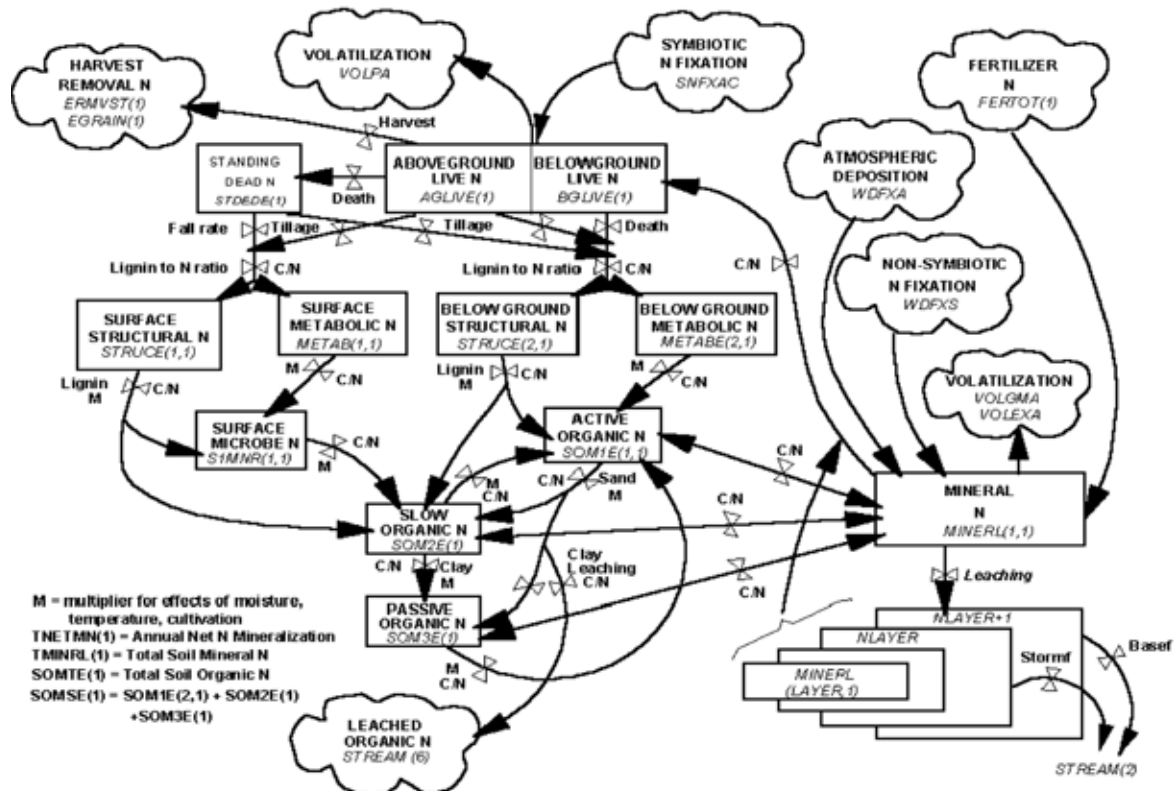 HARVEST
REMOVAL N
ERMVST(1)
EGRAIN(1)
VOLATILIZATION
VOLPA
SYMBIOTIC
N FIXATION
SNFXAC
FERTILIZER
N
FERTOT(1)
Harvest
ATMOSPHERIC
DEPOSITION
WDFXA
STANDING
DEAD N
STDEDE(1)
Death
ABOVEGROUND
LIVE N
AGLIVE(1)
BELOWGROUND
LIVE N
BGLIVE(1)
Fall rate
Tillage
Tillage
Death
Lignin to N ratio
C/N
Lignin to N ratio
C/N
C/N
NON-SYMBIOTIC
N FIXATION
WDFXS
SURFACE
STRUCTURAL N
STRUCE(1,1)
SURFACE
METABOLIC N
METAB(1,1)
BELOW GROUND
STRUCTURAL N
STRUCE(2,1)
BELOW GROUND
METABOLIC N
METABE(2,1)
VOLATILIZATION
VOLGMA
VOLEXA
Lignin
M
C/N
M
C/N
Lignin
M
C/N
M
C/N
SURFACE
MICROBE N
S1MNR(1,1)
C/N
M
ACTIVE
ORGANIC N
SOM1E(1,1)
M
C/N
C/N
Sand
M
C/N
MINERAL
N
MINERL(1,1)
SLOW
ORGANIC N
SOM2E(1)
C/N
C/N
Clay
M
Clay
Leaching
C/N
C/N
Leaching
PASSIVE
ORGANIC N
SOM3E(1)
M
C/N
NLAYER+1
NLAYER
MINERL
(LAYER,1)
Stormf
Basef
STREAM(2)
M = multiplier for effects of moisture,
temperature, cultivation
TNETMN(1) = Annual Net N Mineralization
TMINRL(1) = Total Soil Mineral N
SOMTE(1) = Total Soil Organic N
SOMSE(1) = SOM1E(2,1) + SOM2E(1)
+SOM3E(1)
LEACHED
ORGANIC N
STREAM (6)